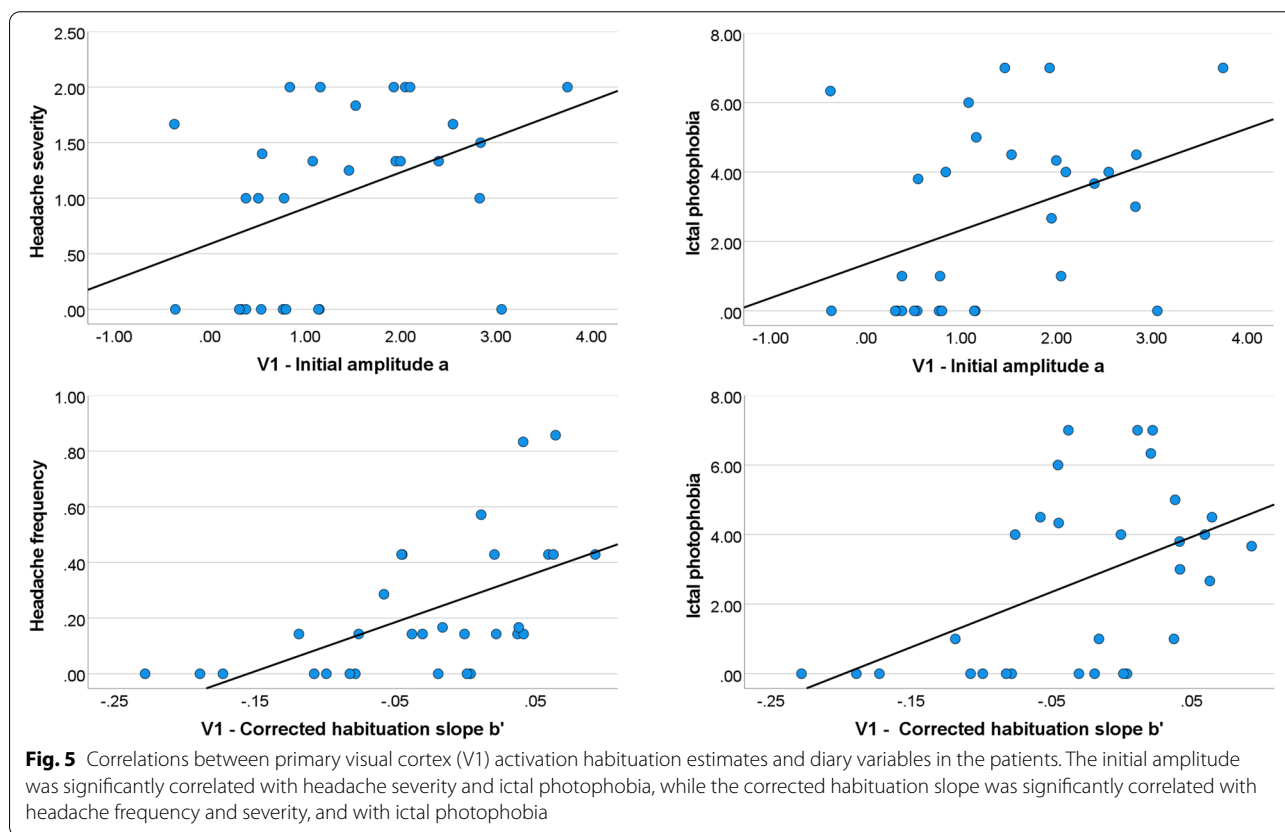 2.50
2.00
1.50
1.00
.50
.00
Headache severity
-1.00 .00 1.00 2.00 3.00 4.00
V1 - Initial amplitude a
8.00
6.00
4.00
2.00
.00
Ictal photophobia
-1.00 .00 1.00 2.00 3.00 4.00
V1 - Initial amplitude a
1.00
.80
.60
.40
.20
.00
Headache frequency
-.25 -.15 -.05 .05
V1 - Corrected habituation slope b'
8.00
6.00
4.00
2.00
.00
Ictal photophobia
-.25 -.15 -.05 .05
V1 - Corrected habituation slope b'
Fig. 5 Correlations between primary visual cortex (V1) activation habituation estimates and diary variables in the patients. The initial amplitude
was significantly correlated with headache severity and ictal photophobia, while the corrected habituation slope was significantly correlated with
headache frequency and severity, and with ictal photophobia